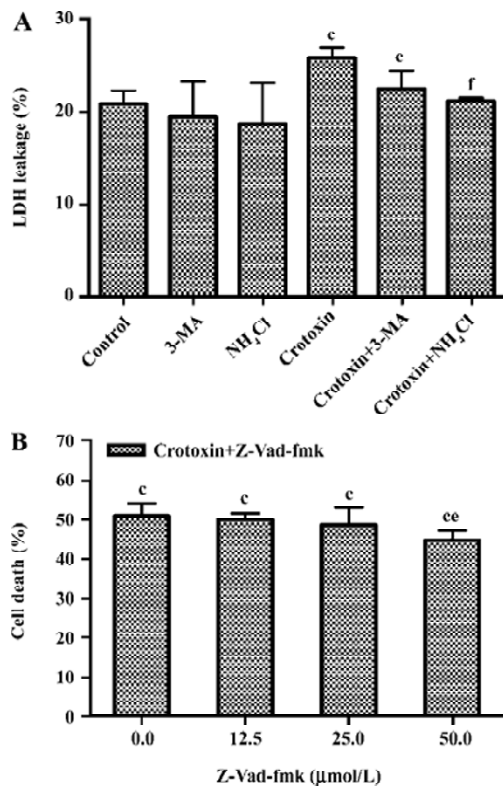 A
LDH leakage (%)
30
20
10
0
c
c
f
Control
3-MA
NH4Cl
Crotoxin
Crotoxin+3-MA
Crotoxin+NH4Cl
B
Cell death (%)
70
60
50
40
30
20
10
0
Crotoxin+Z-Vad-fmk
c
c
c
ce
0.0 12.5 25.0 50.0
Z-Vad-fmk (μmol/L)